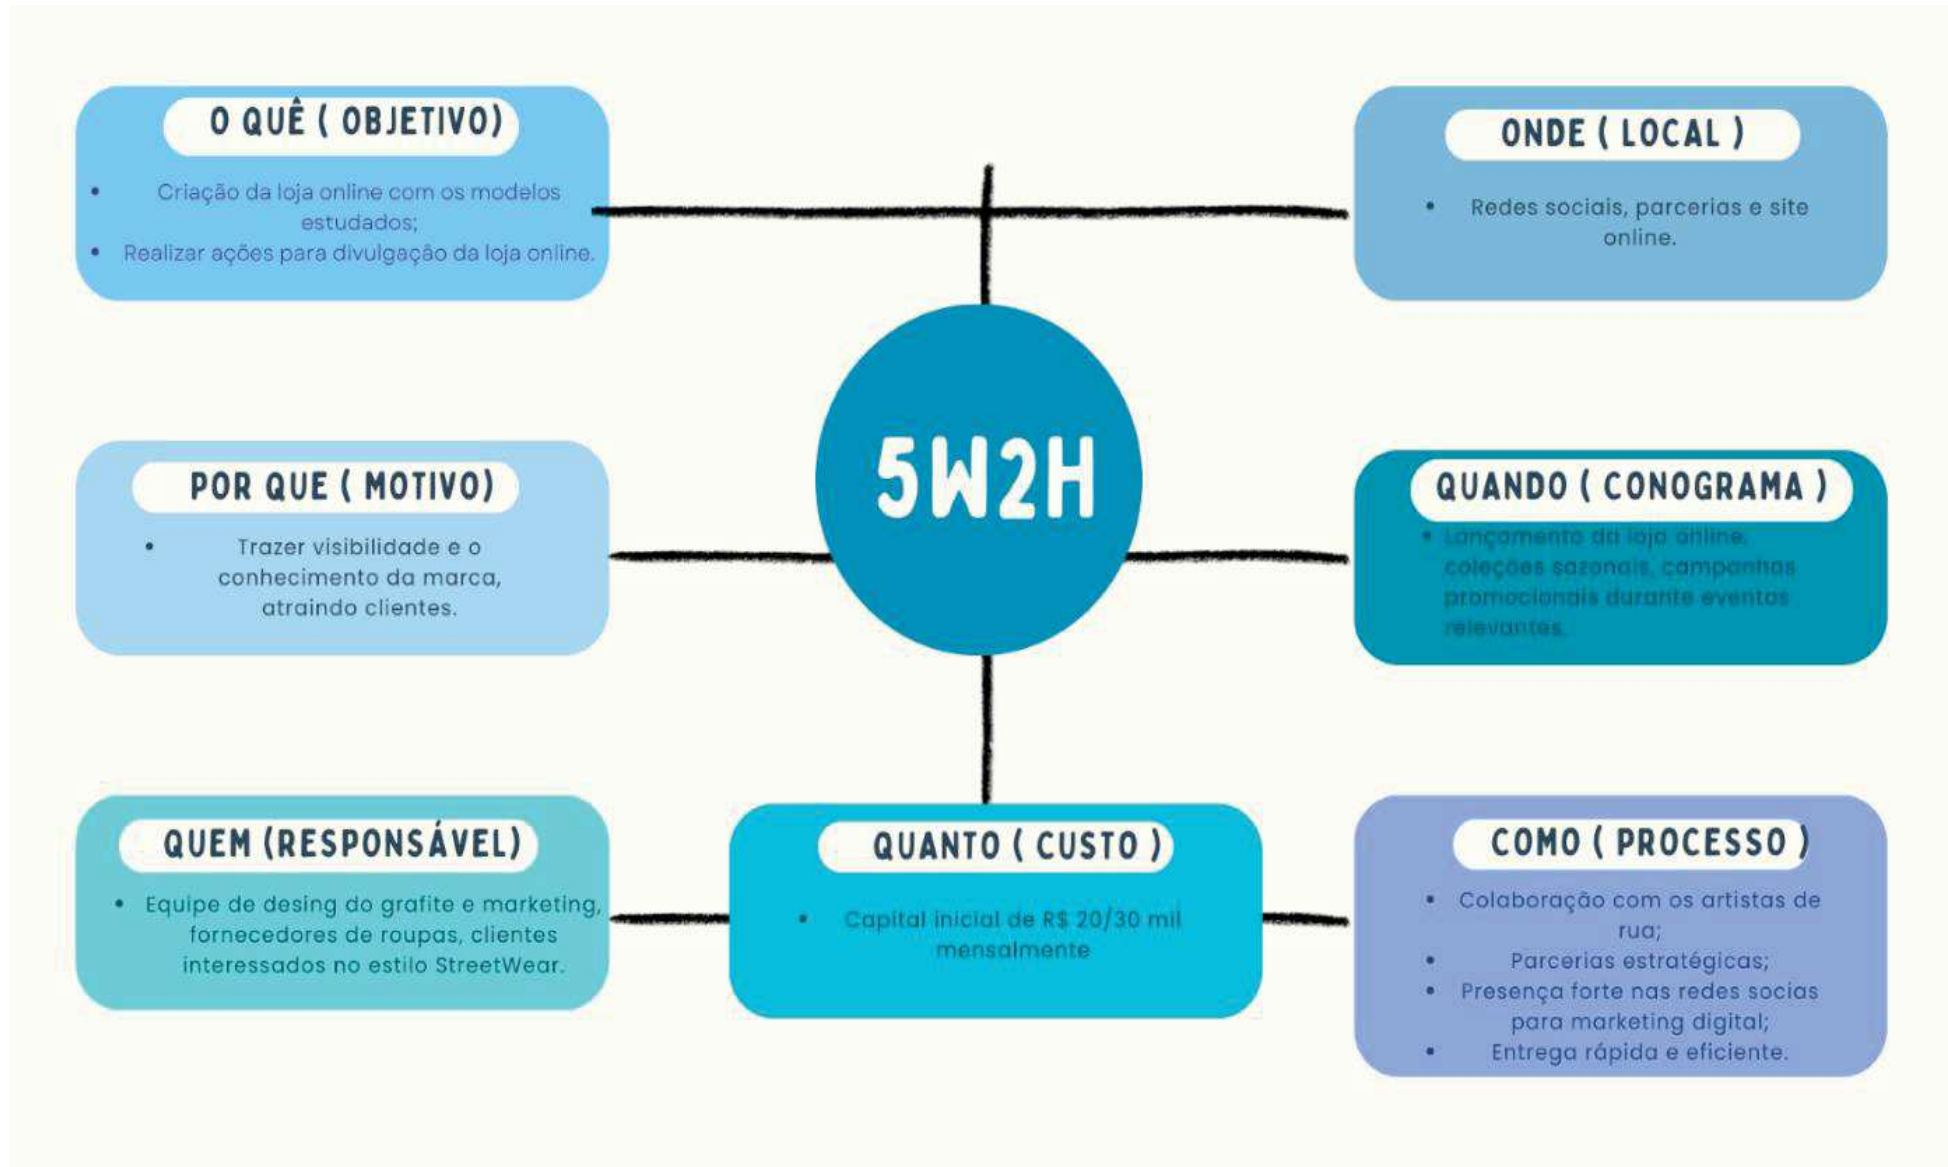 O QUÊ ( OBJETIVO)
• Criação da loja online com os modelos
estudados;
• Realizar ações para divulgação da loja online.
ONDE ( LOCAL )
• Redes sociais, parcerias e site
online.
5W2H
POR QUE ( MOTIVO)
• Trazer visibilidade e o
conhecimento da marca,
atraindo clientes.
QUANDO ( CONOGRAMA )
• Lançamento da loja online,
coleções sazonais, campanhas
promocionais durante eventos
relevantes.
QUEM (RESPONSÁVEL)
• Equipe de desing do grafite e marketing,
fornecedores de roupas, clientes
interessados no estilo StreetWear.
QUANTO ( CUSTO )
• Capital inicial de R$ 20/30 mil
mensalmente
COMO ( PROCESSO )
• Colaboração com os artistas de
rua;
• Parcerias estratégicas;
• Presença forte nas redes socias
para marketing digital;
• Entrega rápida e eficiente.